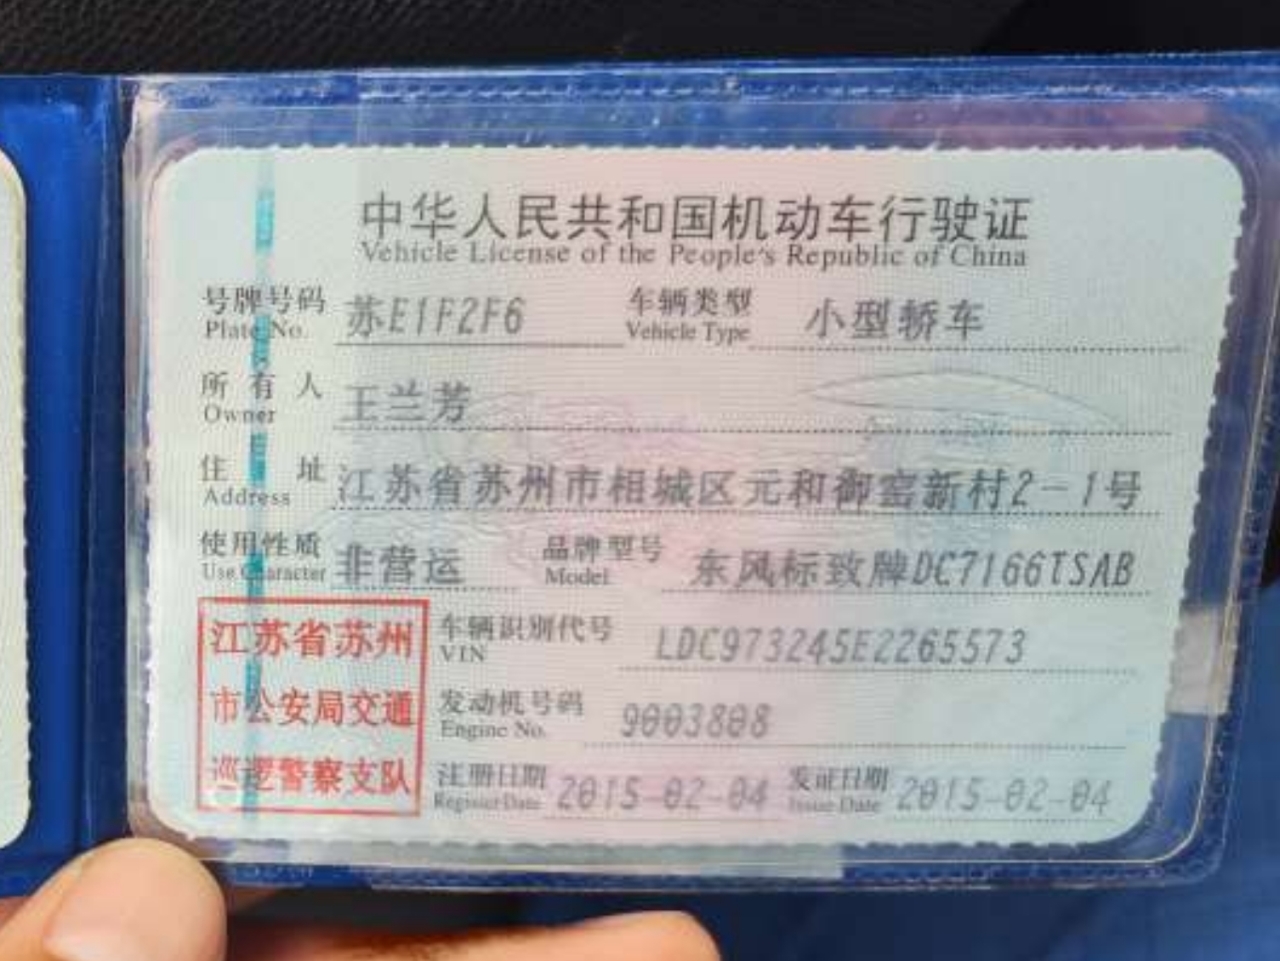 中华人民共和国机动车行驶证
Vehicle License of the People's Republic of China
号牌号码 苏E1F2F6 车辆类型 小型轿车
Plate No. Vehicle Type
所有人 王兰芳
Owner
住址 江苏省苏州市相城区元和御窑新村2-1号
Address
使用性质 非营运 品牌型号 东风标致牌DC7166TSAB
Use Character Model
江苏省苏州
市公安局交通
巡逻警察支队
车辆识别代号 LDC973245E2265573
VIN
发动机号码 9003808
Engine No.
注册日期 2015-02-04 发证日期 2015-02-04
Register Date Issue Date